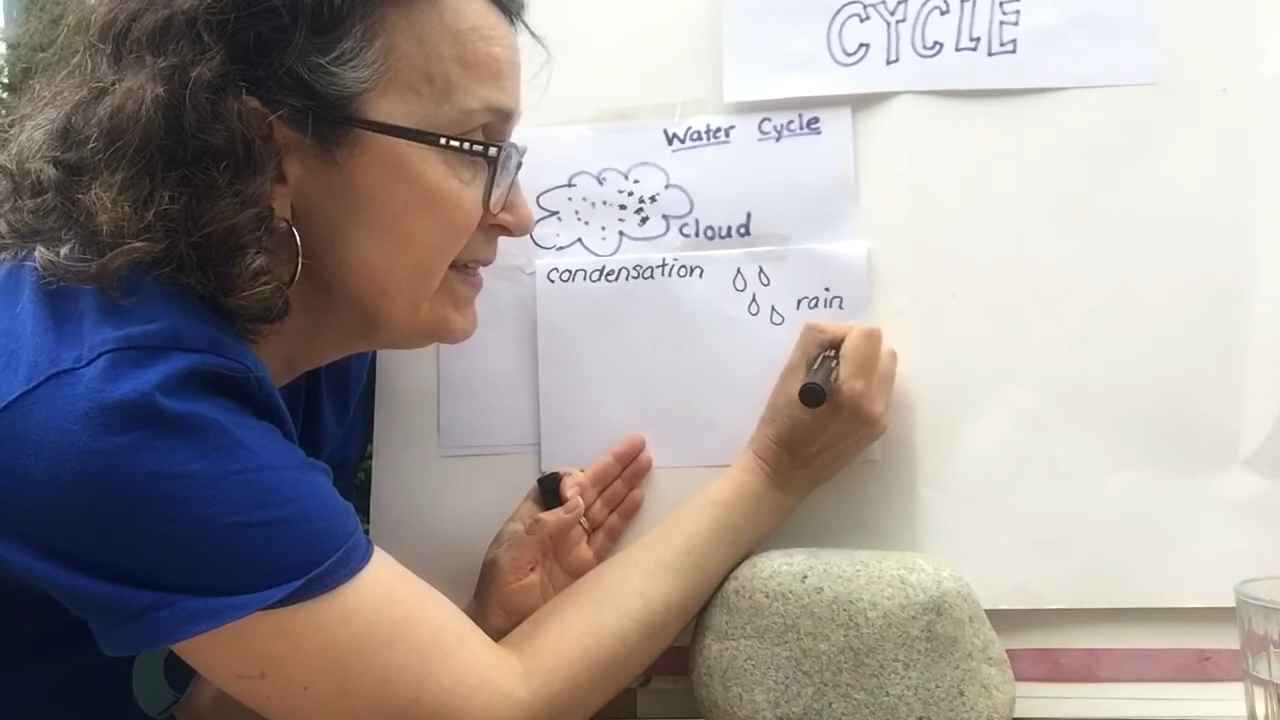 CYCLE
Water Cycle
cloud
condensation
rain